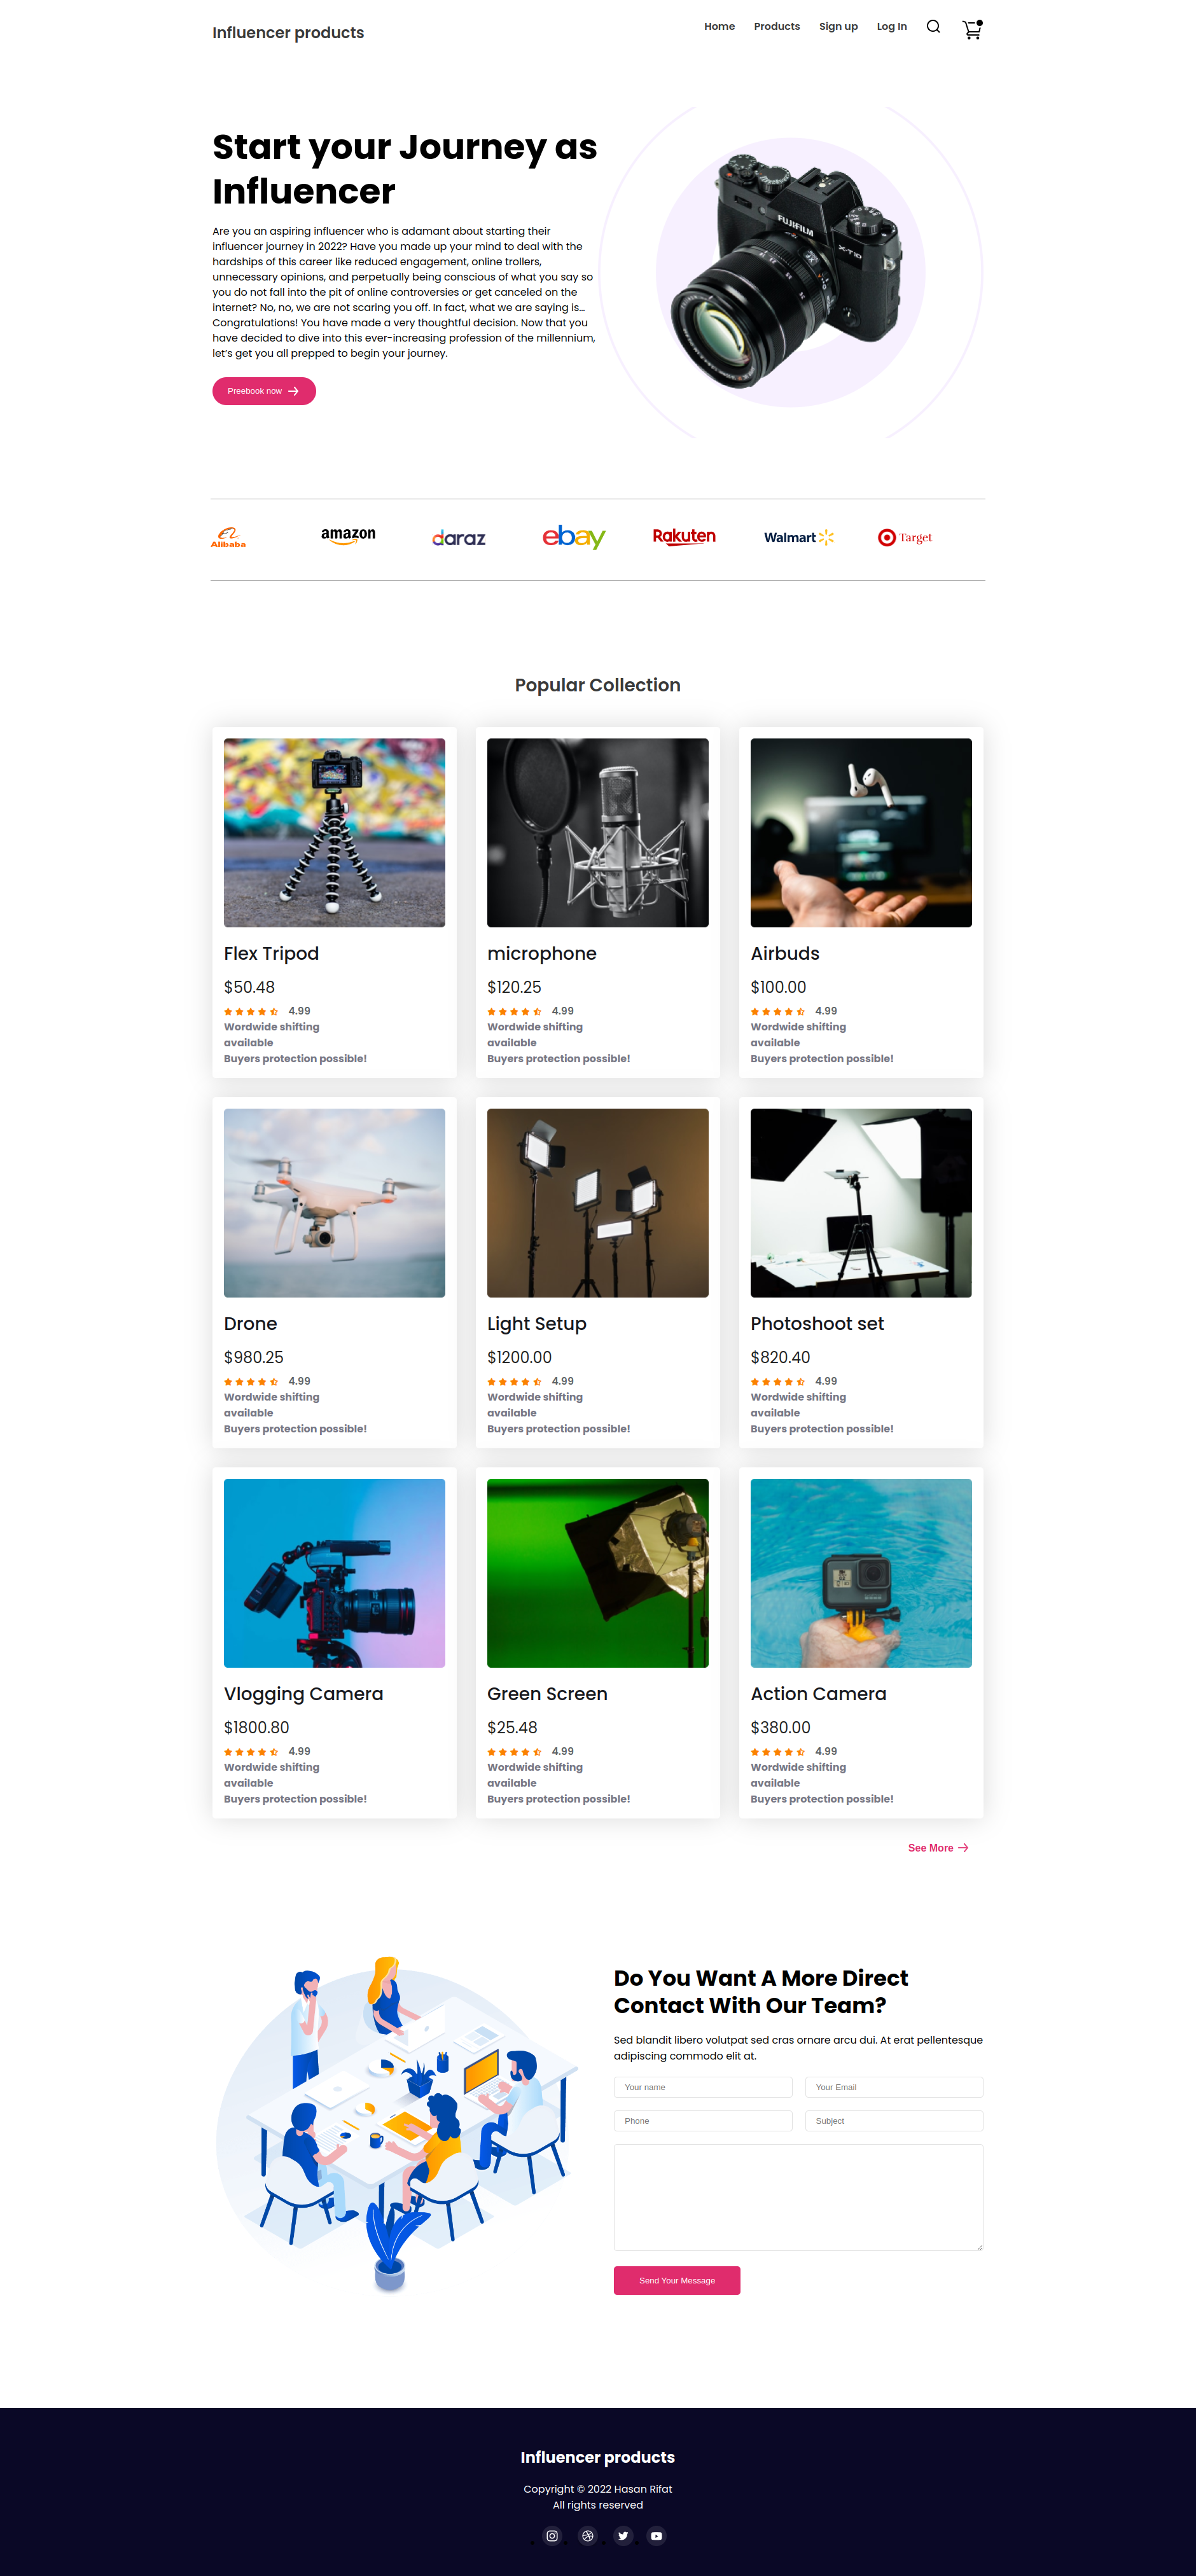 Influencer products
Home Products Sign up Log In
Start your Journey as
Influencer
Are you an aspiring influencer who is adamant about starting their
influencer journey in 2022? Have you made up your mind to deal with the
hardships of this career like reduced engagement, online trollers,
unnecessary opinions, and perpetually being conscious of what you say so
you do not fall into the pit of online controversies or get canceled on the
internet? No, no, we are not scaring you off. In fact, what we are saying is…
Congratulations! You have made a very thoughtful decision. Now that you
have decided to dive into this ever-increasing profession of the millennium,
let's get you all prepped to begin your journey.
Preebook now
FUJIFILM
X-T10
Alibaba amazon daraz ebay Rakuten Walmart Target
Popular Collection
Flex Tripod
$50.48
4.99
Wordwide shifting
available
Buyers protection possible!
microphone
$120.25
4.99
Wordwide shifting
available
Buyers protection possible!
Airbuds
$100.00
4.99
Wordwide shifting
available
Buyers protection possible!
Drone
$980.25
4.99
Wordwide shifting
available
Buyers protection possible!
Light Setup
$1200.00
4.99
Wordwide shifting
available
Buyers protection possible!
Photoshoot set
$820.40
4.99
Wordwide shifting
available
Buyers protection possible!
Vlogging Camera
$1800.80
4.99
Wordwide shifting
available
Buyers protection possible!
Green Screen
$25.48
4.99
Wordwide shifting
available
Buyers protection possible!
Action Camera
$380.00
4.99
Wordwide shifting
available
Buyers protection possible!
See More
Do You Want A More Direct
Contact With Our Team?
Sed blandit libero volutpat sed cras ornare arcu dui. At erat pellentesque
adipiscing commodo elit at.
Your name Your Email
Phone Subject
Send Your Message
Influencer products
Copyright © 2022 Hasan Rifat
All rights reserved